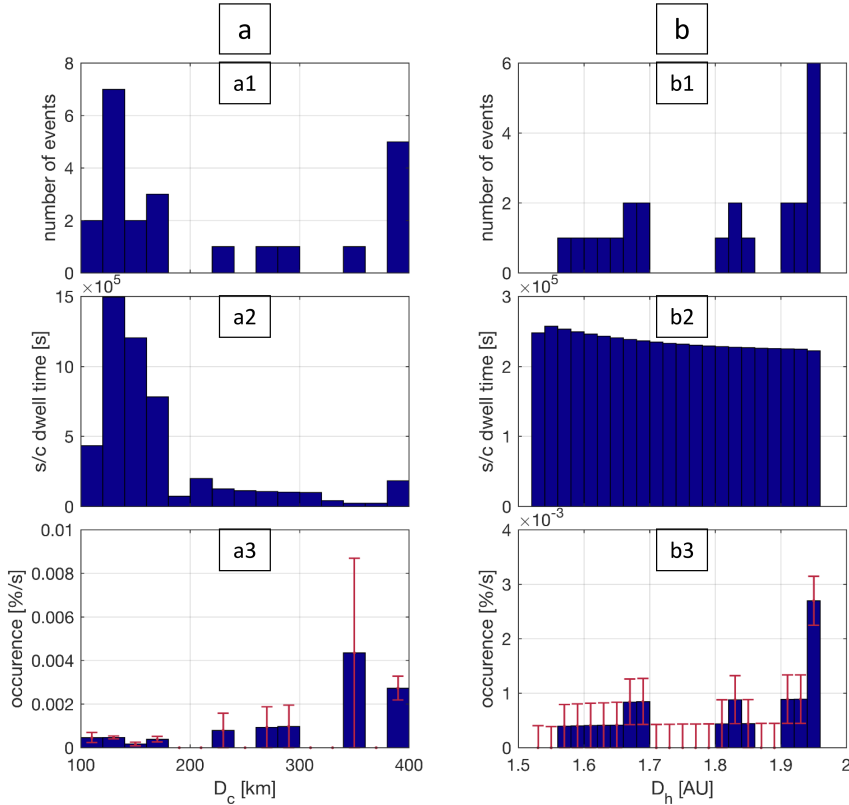 a
b
a1
b1
8
6
4
2
0
number of events
6
4
2
0
number of events
×10^5
a2
15
10
5
0
s/c dwell time [s]
×10^5
b2
3
2
1
0
s/c dwell time [s]
a3
0.01
0.008
0.006
0.004
0.002
0
occurence [%/s]
100
200
300
400
D_c [km]
×10^-3
b3
4
3
2
1
0
occurence [%/s]
1.5
1.6
1.7
1.8
1.9
2
D_h [AU]